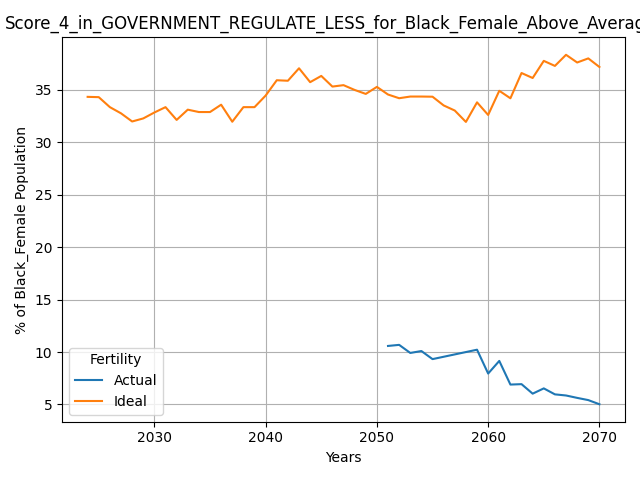 Score_4_in_GOVERNMENT_REGULATE_LESS_for_Black_Female_Above_Averag
% of Black_Female Population
35
30
25
20
15
10
5
Fertility
Actual
Ideal
2030 2040 2050 2060 2070
Years